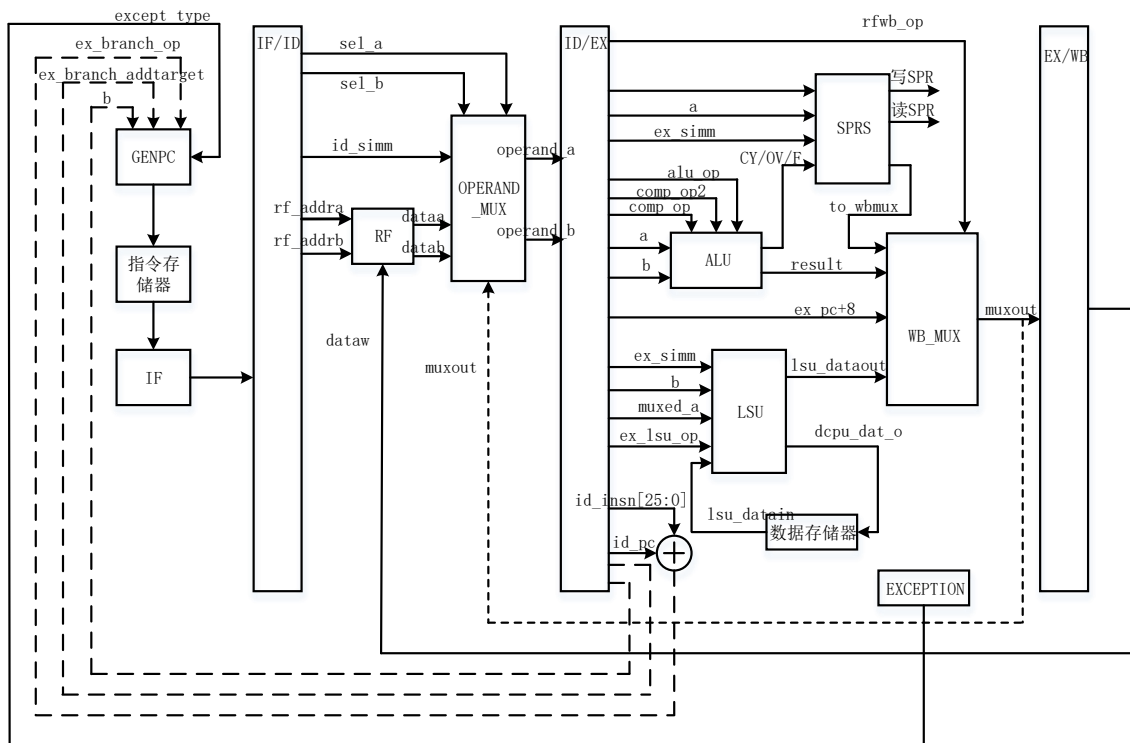 except_type
ex_branch_op
ex_branch_addtarget
b
GENPC
指令存
储器
IF
IF/ID
sel_a
sel_b
id_simm
rf_addra
rf_addrb
RF
dataa
datab
dataw
OPERAND
_MUX
muxout
operand_a
operand_b
ID/EX
rfwb_op
a
ex_simm
SPRS
写SPR
读SPR
CY/OV/F
alu_op
comp_op2
comp_op
a
b
ALU
to_wbmux
result
ex_pc+8
WB_MUX
muxout
EX/WB
ex_simm
b
muxed_a
ex_lsu_op
LSU
lsu_dataout
dcpu_dat_o
id_insn[25:0]
lsu_datain
数据存储器
id_pc
+
EXCEPTION